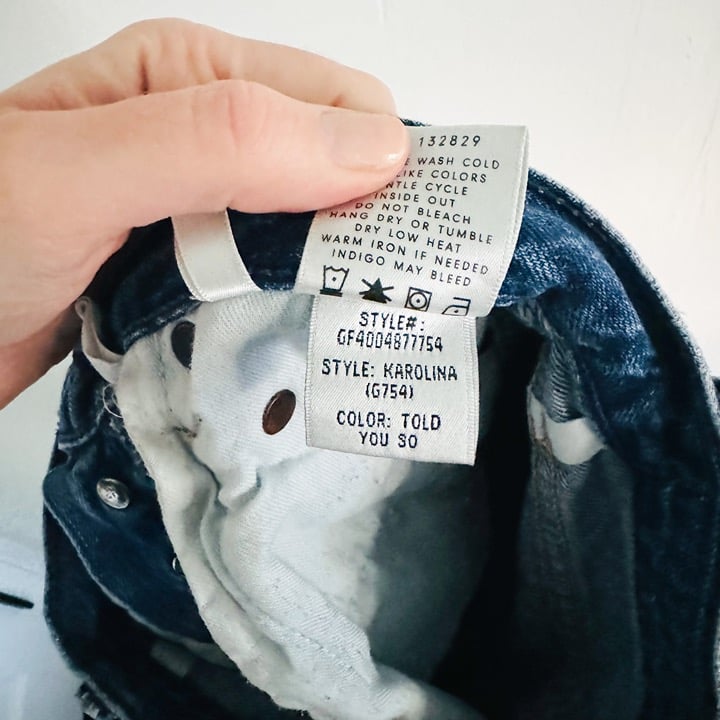 132829
WASH COLD
LIKE COLORS
GENTLE CYCLE
INSIDE OUT
DO NOT BLEACH
HANG DRY OR TUMBLE
DRY LOW HEAT
WARM IRON IF NEEDED
INDIGO MAY BLEED
STYLE#:
GF4004877754
STYLE: KAROLINA
(G754)
COLOR: TOLD
YOU SO